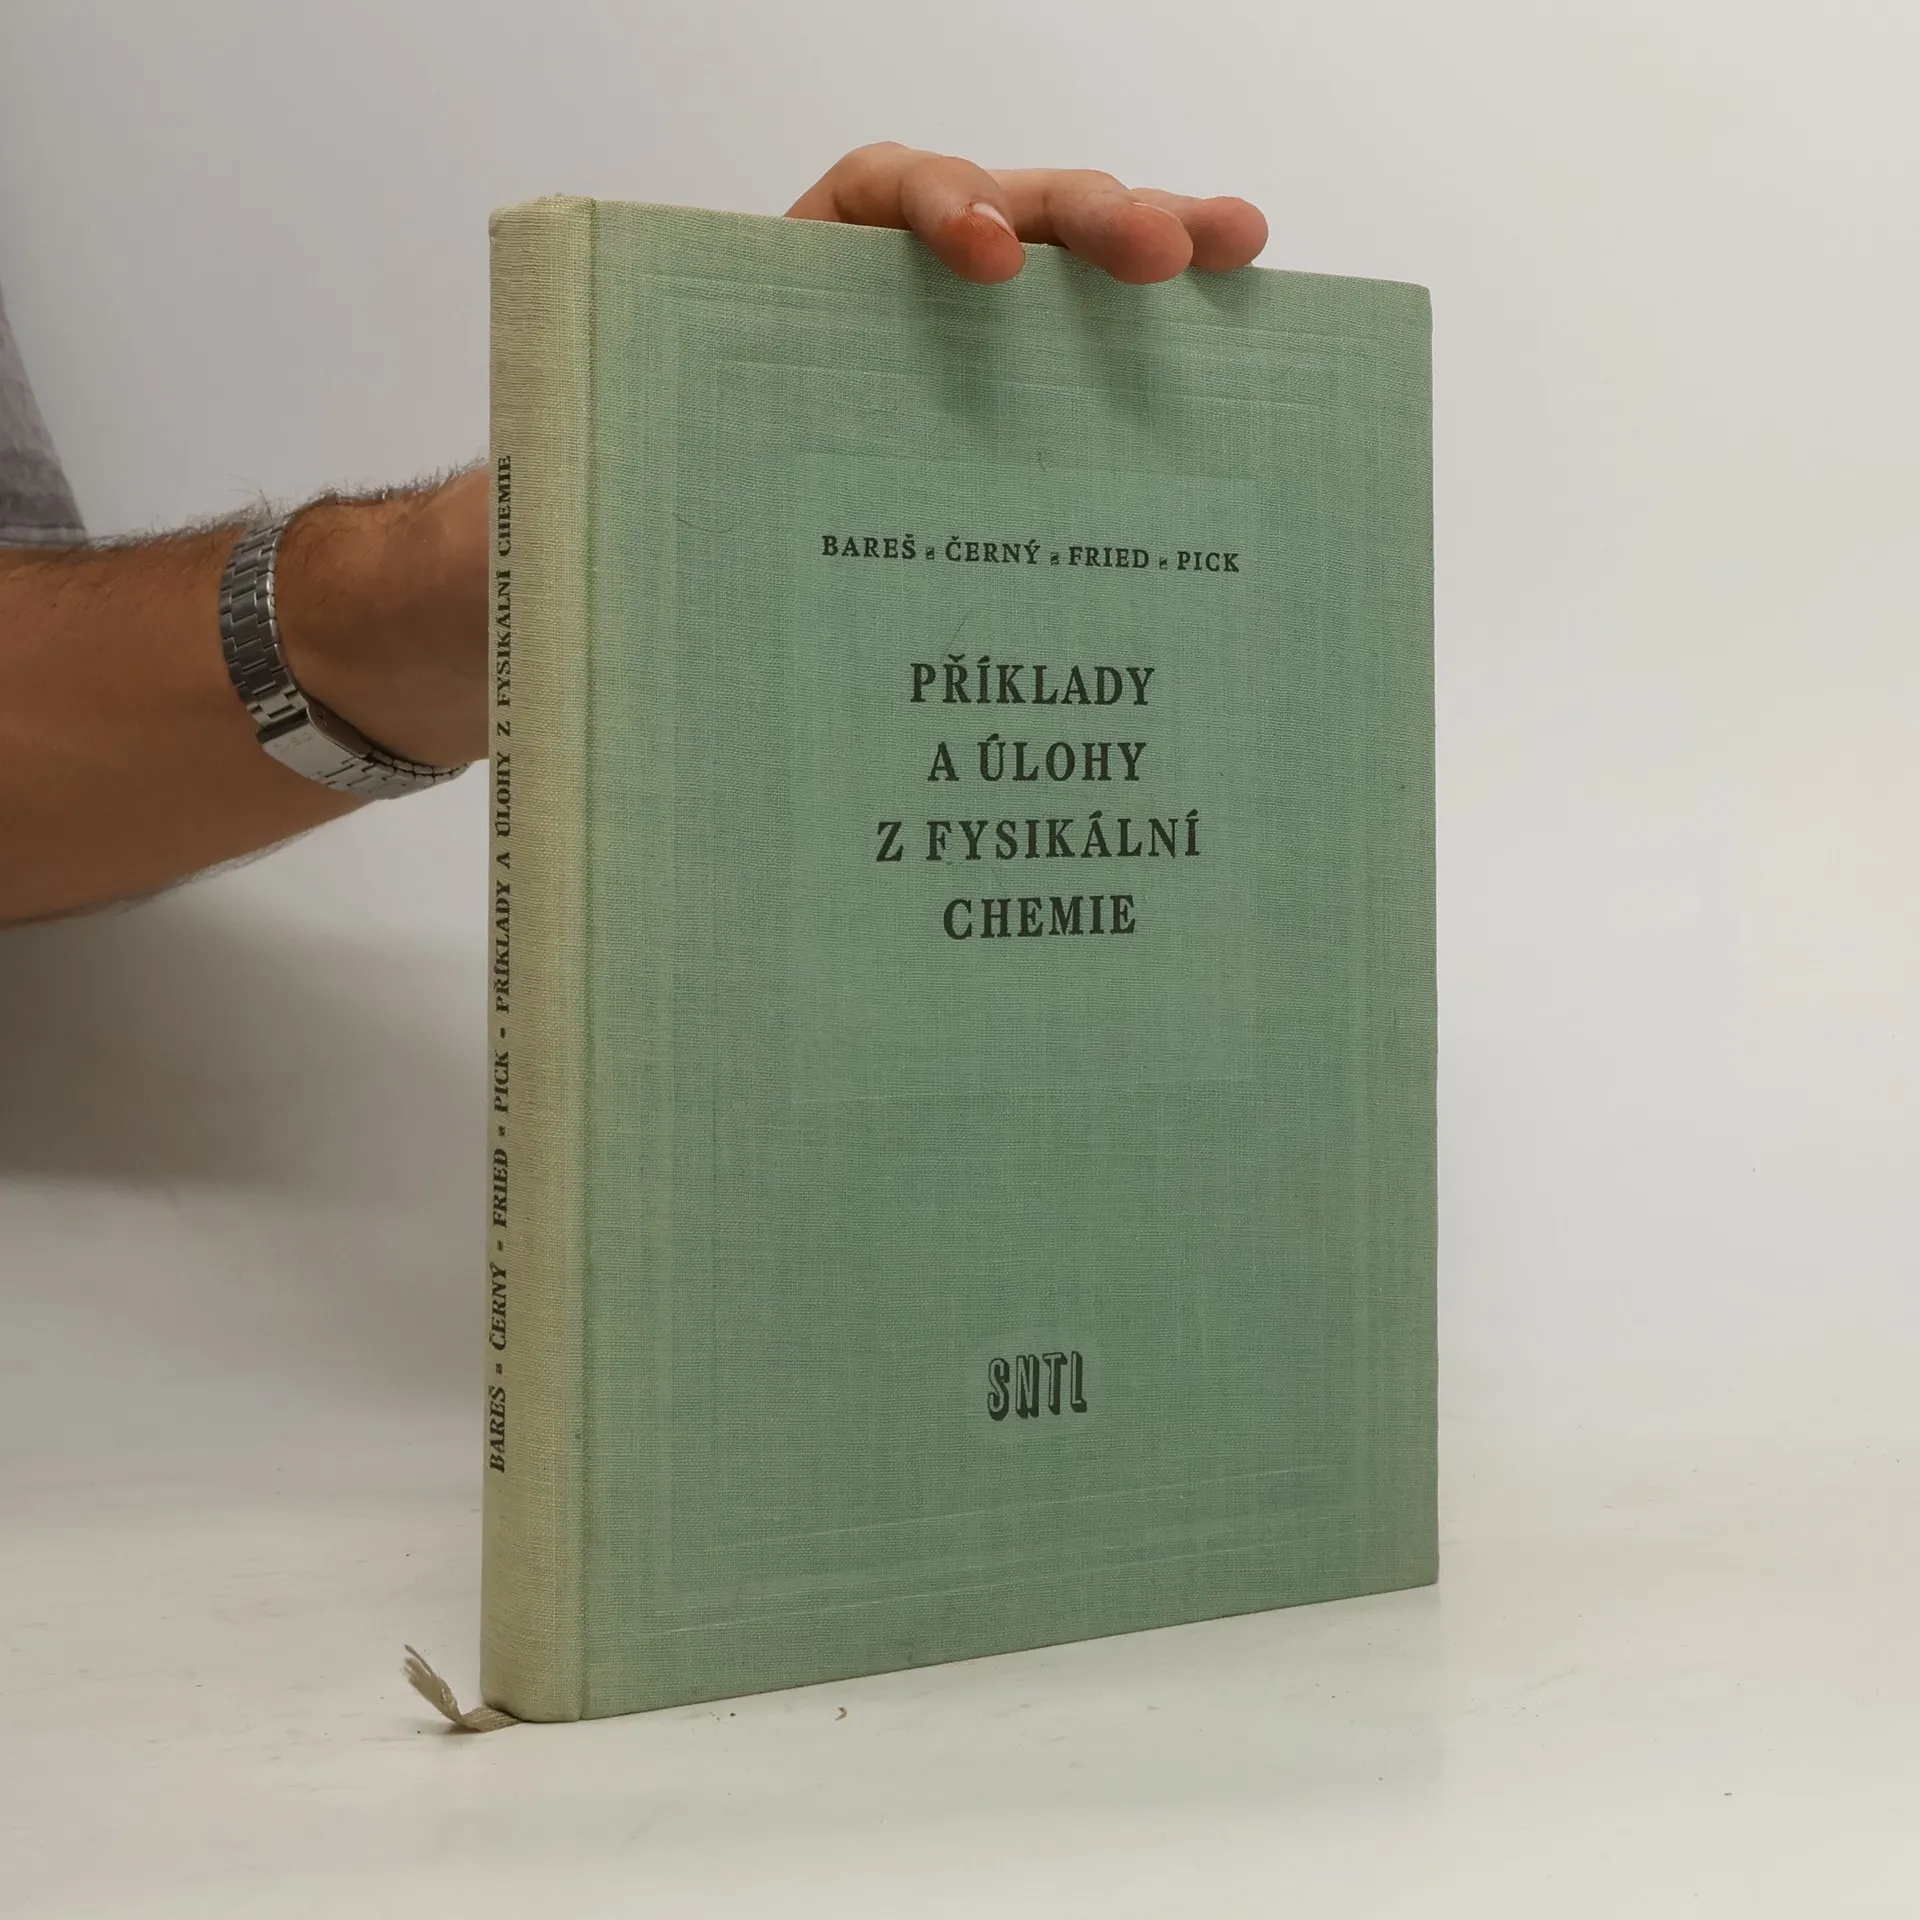 BAREŠ - ČERNÝ - FRIED - PICK - PŘÍKLADY A ÚLOHY Z FYSIKÁLNÍ CHEMIE
BAREŠ - ČERNÝ - FRIED - PICK
PŘÍKLADY
A ÚLOHY
Z FYSIKÁLNÍ
CHEMIE
SNTL